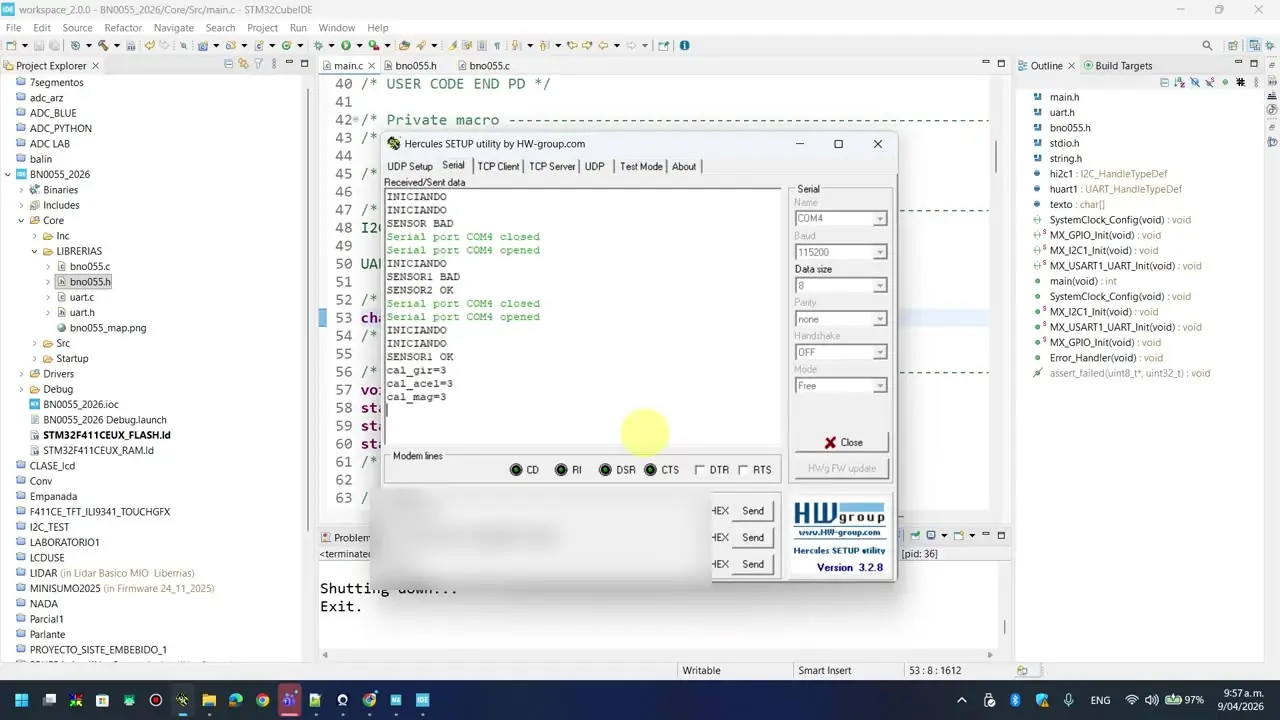 workspace_2.0.0 - BN0055_2026/Core/Src/main.c - STM32CubeIDE
File Edit Source Refactor Navigate Search Project Run Window Help
Project Explorer
7segmentos
adc_arz
ADC_BLUE
ADC_PYTHON
ADC LAB
balin
BN0055_2026
Binaries
Includes
Core
Inc
LIBRERIAS
bno055.c
bno055.h
uart.c
uart.h
bno055_map.png
Src
Startup
Drivers
Debug
BN0055_2026.ioc
BN0055_2026 Debug.launch
STM32F411CEUX_FLASH.ld
STM32F411CEUX_RAM.ld
CLASE_lcd
Conv
Empanada
F411CE_TFT_ILI9341_TOUCHGFX
I2C_TEST
LABORATORIO1
LCDUSE
LIDAR (in Lidar Basico MIO Liberrias)
MINISUMO2025 (in Firmware 24_11_2025)
NADA
Parcial1
Parlante
PROYECTO_SISTE_EMBEBIDO_1
main.c bno055.h bno055.c
40 /* USER CODE END PD */
41
42 /* Private macro
43 /*
44
45 /*
46
47 /*
48 I2C
49
50 UA
51
52 /*
53 cha
54 /*
55
56 /*
57 vo
58 sta
59 sta
60 sta
61 /*
62
63 /
Hercules SETUP utility by HW-group.com
UDP Setup Serial TCP Client TCP Server UDP Test Mode About
Received/Sent data
INICIANDO
INICIANDO
SENSOR BAD
Serial port COM4 closed
Serial port COM4 opened
INICIANDO
SENSOR1 BAD
SENSOR2 OK
Serial port COM4 closed
Serial port COM4 opened
INICIANDO
INICIANDO
SENSOR1 OK
cal_gir=3
cal_acel=3
cal_mag=3
Serial
Name
COM4
Baud
115200
Data size
8
Parity
none
Handshake
OFF
Mode
Free
Close
HWg FW update
Modem lines
CD RI DSR CTS DTR RTS
HEX Send
HEX Send
HEX Send
HWgroup
www.HW-group.com
Hercules SETUP utility
Version 3.2.8
Problem
<terminated
[pid: 36]
Shutting down...
Exit.
Outline Build Targets
main.h
uart.h
bno055.h
stdio.h
string.h
hi2c1 : I2C_HandleTypeDef
huart1 : UART_HandleTypeDef
texto : char[]
SystemClock_Config(void) : void
MX_GPIO_Init(void) : void
MX_I2C1_Init(void) : void
MX_USART1_UART_Init(void) : void
main(void) : int
SystemClock_Config(void) : void
MX_I2C1_Init(void) : void
MX_USART1_UART_Init(void) : void
MX_GPIO_Init(void) : void
Error_Handler(void) : void
assert_failed(uint8_t*, uint32_t) : void
Writable Smart Insert 53 : 8 : 1612
ENG 97% 9:57 a.m.
9/04/2026